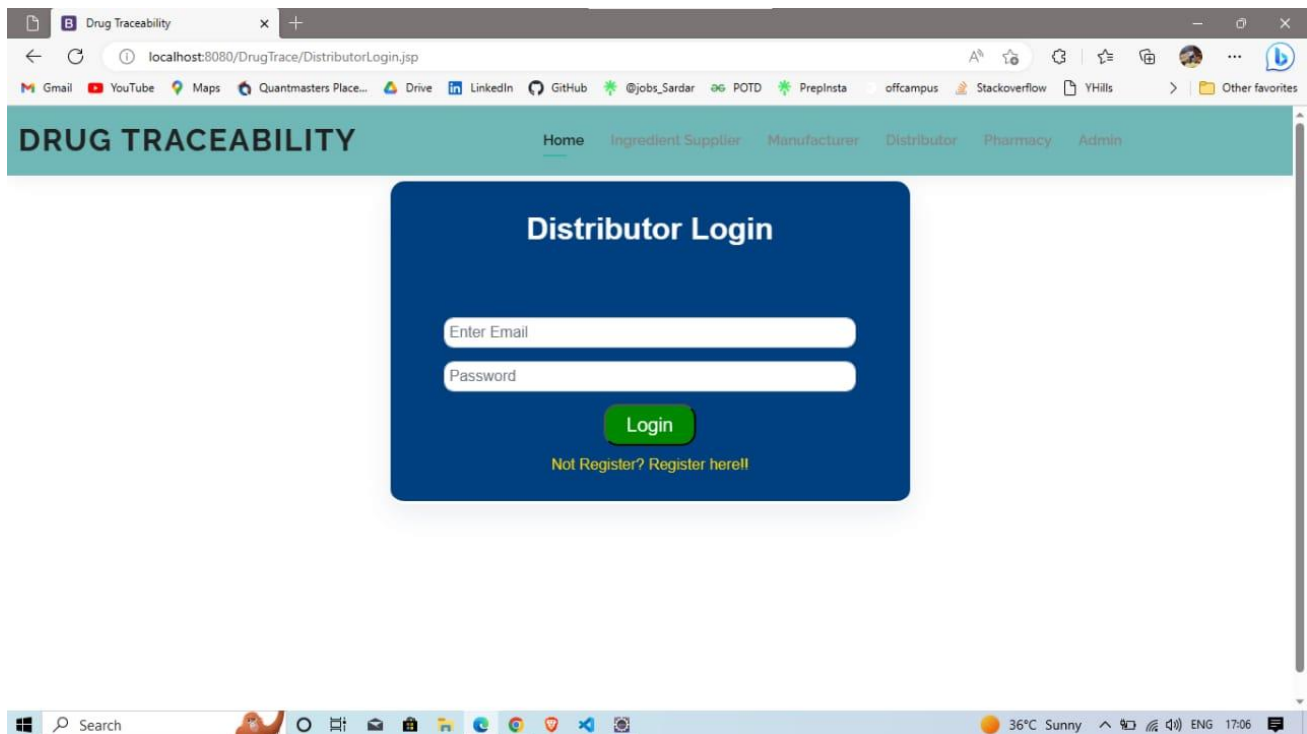 Drug Traceability
localhost:8080/DrugTrace/DistributorLogin.jsp
Gmail YouTube Maps Quantmasters Place... Drive LinkedIn GitHub @jobs_Sardar POTD PrepInsta offcampus Stackoverflow YHills Other favorites
DRUG TRACEABILITY Home Ingredient Supplier Manufacturer Distributor Pharmacy Admin
Distributor Login
Enter Email
Password
Login
Not Register? Register here!!
Search 36°C Sunny ENG 17:06